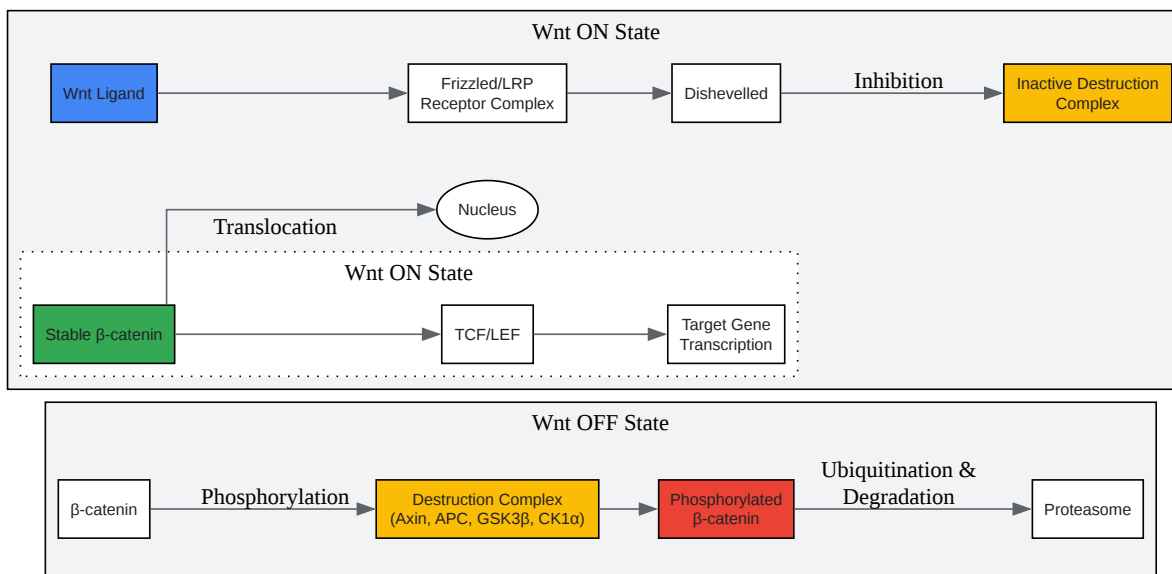 Wnt ON State
Wnt Ligand
Frizzled/LRP
Receptor Complex
Dishevelled
Inhibition
Inactive Destruction
Complex
Nucleus
Translocation
Wnt ON State
Stable β-catenin
TCF/LEF
Target Gene
Transcription
Wnt OFF State
β-catenin
Phosphorylation
Destruction Complex
(Axin, APC, GSK3β, CK1α)
Phosphorylated
β-catenin
Ubiquitination &
Degradation
Proteasome